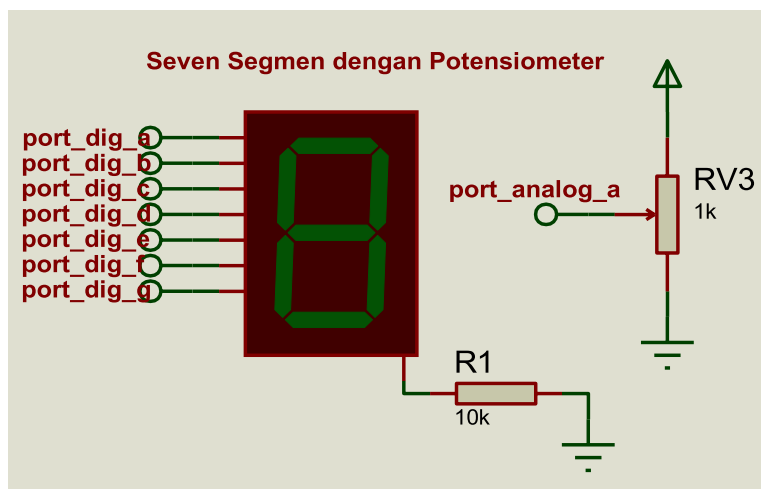 Seven Segmen dengan Potensiometer
port_dig_a
port_dig_b
port_dig_c
port_dig_d
port_dig_e
port_dig_f
port_dig_g
port_analog_a
RV3
1k
R1
10k